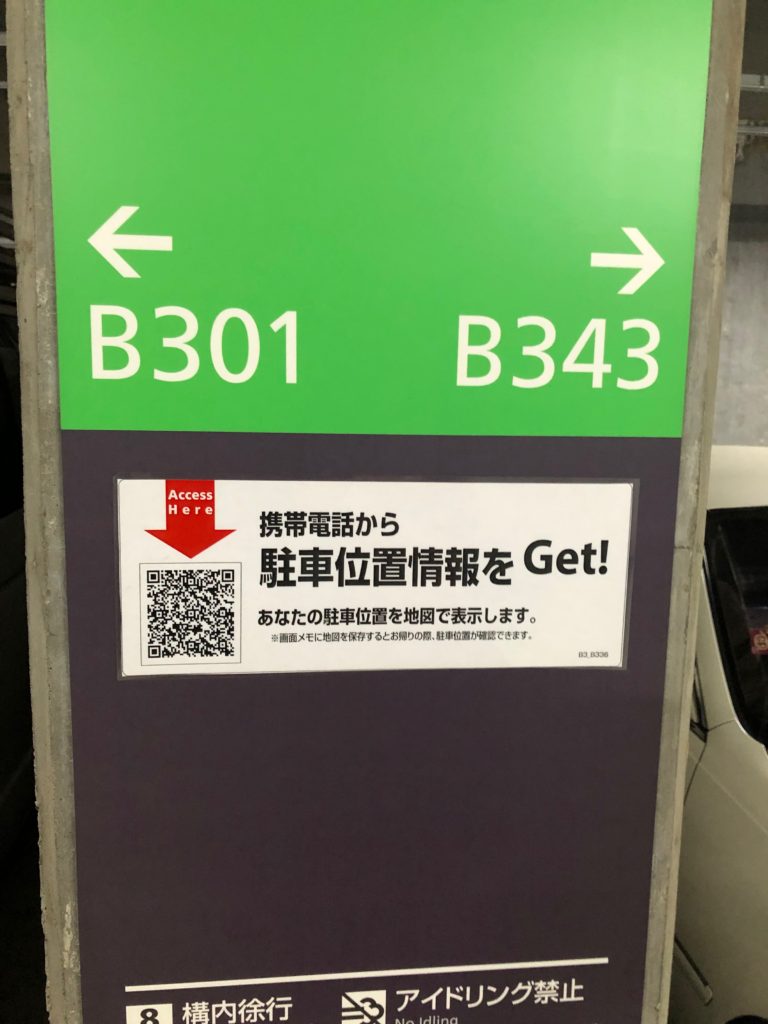 ← →
B301 B343
Access
Here
携帯電話から
駐車位置情報を Get!
あなたの駐車位置を地図で表示します。
※画面メモに地図を保存するとお帰りの際、駐車位置が確認できます。
B3_B336
8 構内徐行 アイドリング禁止
No Idling